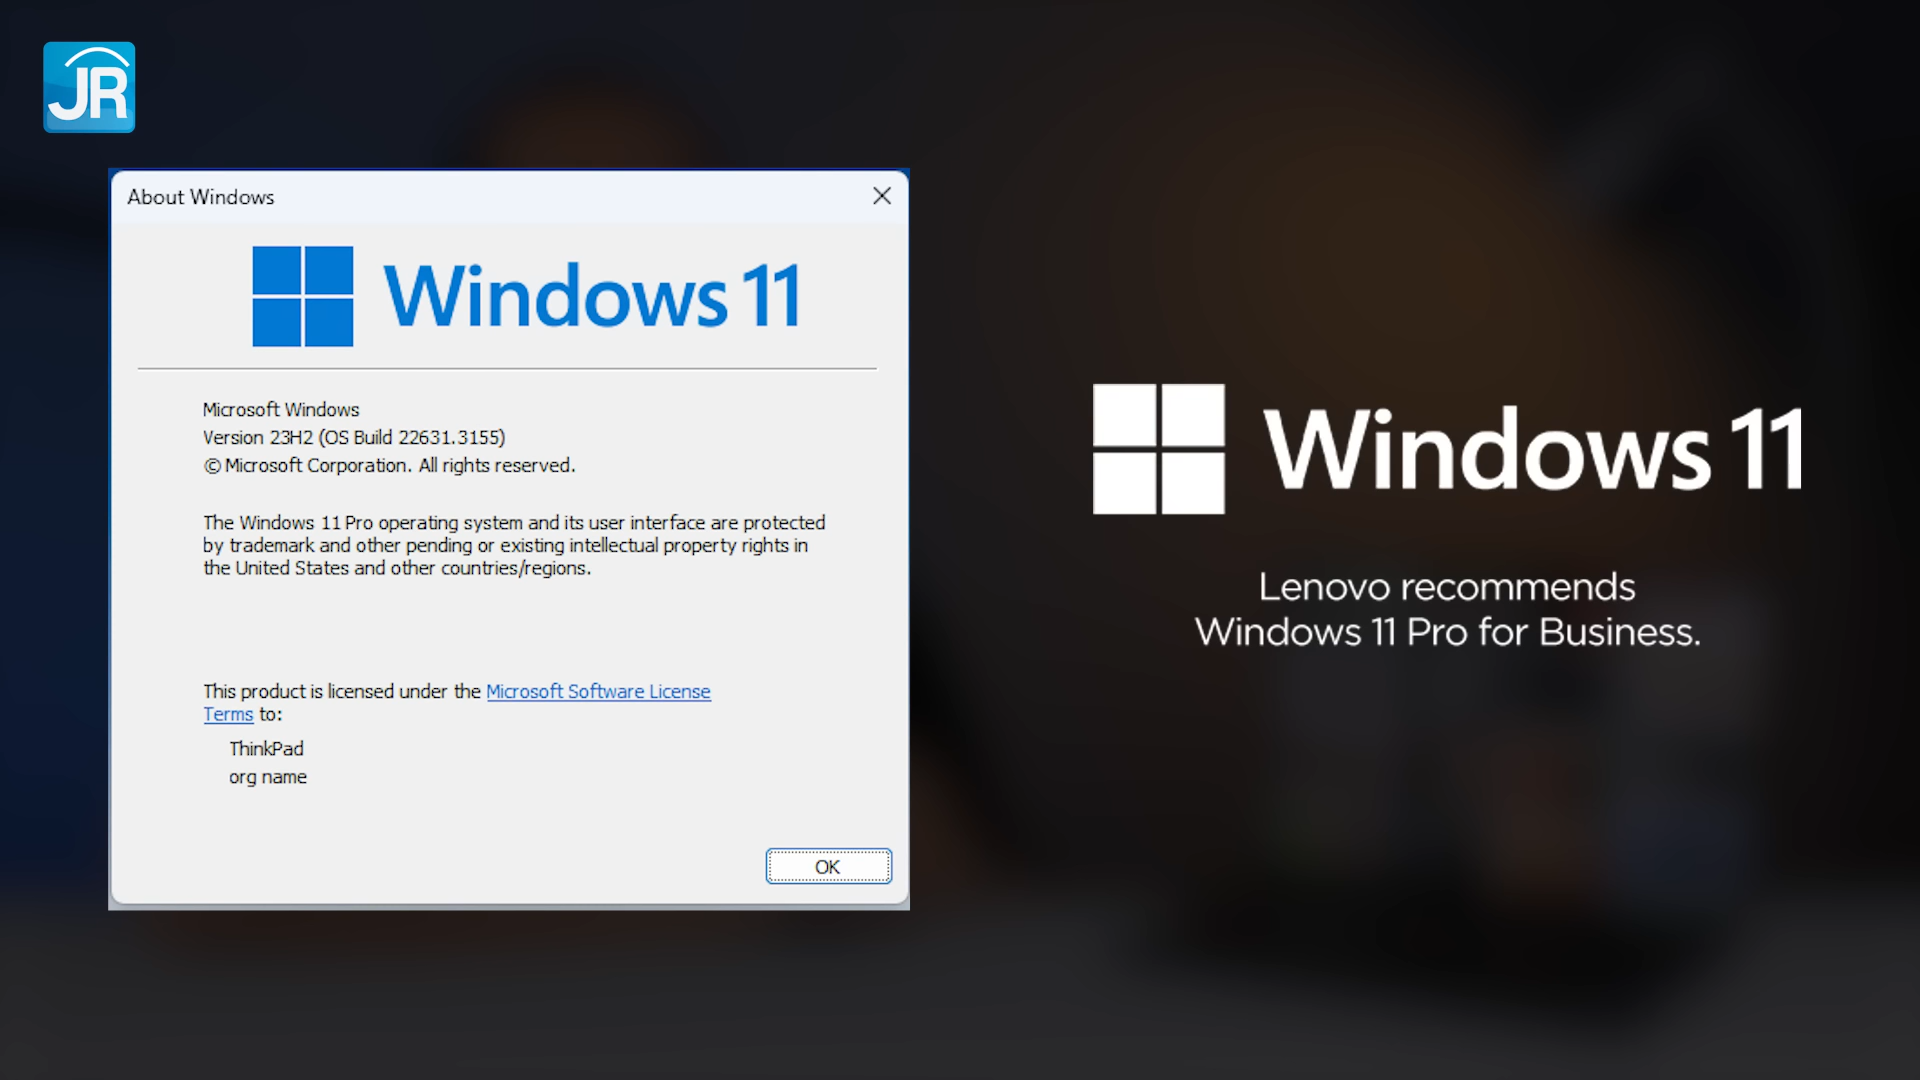 JR
About Windows
Windows 11
Microsoft Windows
Version 23H2 (OS Build 22631.3155)
© Microsoft Corporation. All rights reserved.
The Windows 11 Pro operating system and its user interface are protected
by trademark and other pending or existing intellectual property rights in
the United States and other countries/regions.
This product is licensed under the Microsoft Software License
Terms to:
ThinkPad
org name
OK
Windows 11
Lenovo recommends
Windows 11 Pro for Business.